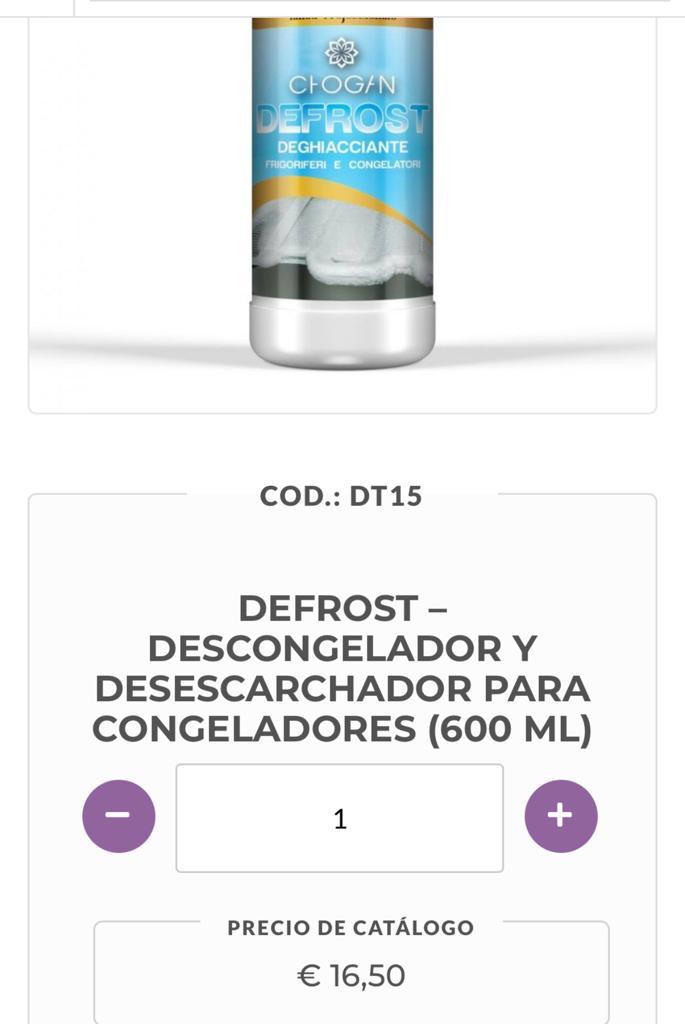 CHOGAN
DEFROST
DEGHIACCIANTE
FRIGORIFERI E CONGELATORI
COD.: DT15
DEFROST –
DESCONGELADOR Y
DESESCARCHADOR PARA
CONGELADORES (600 ML)
− 1 +
PRECIO DE CATÁLOGO
€ 16,50